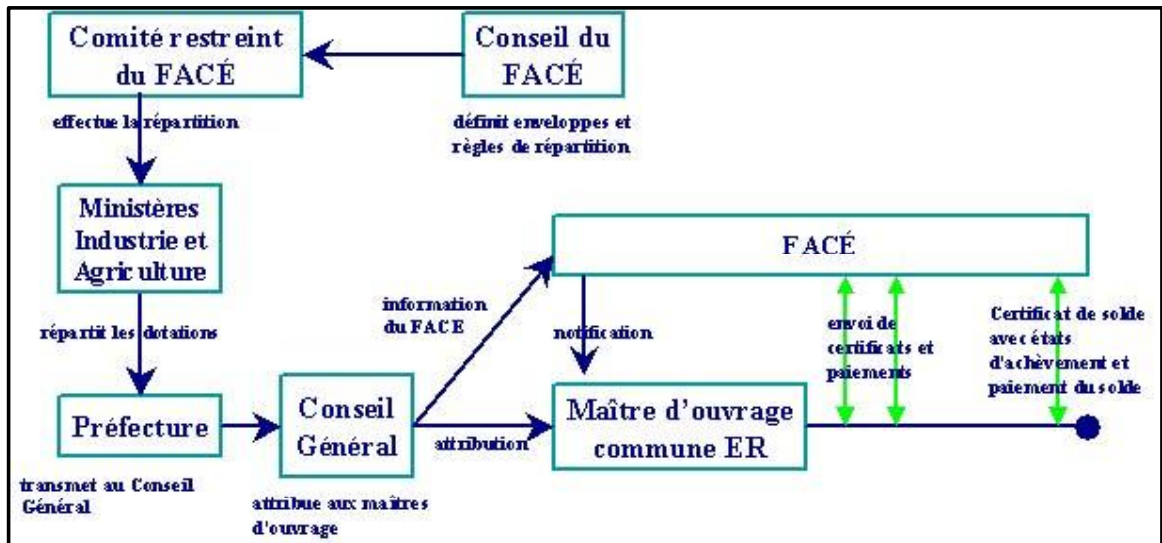 Comité restreint
du FACÉ
Conseil du
FACÉ
effectue la répartition
définit enveloppes et
règles de répartition
Ministères
Industrie et
Agriculture
FACÉ
répartit les dotations
information
du FACE
notification
envoi de
certificats et
paiements
Certificat de solde
avec états
d'achèvement et
paiement du solde
Préfecture
Conseil
Général
attribution
Maître d'ouvrage
commune ER
transmet au Conseil
Général
attribue aux maîtres
d'ouvrage